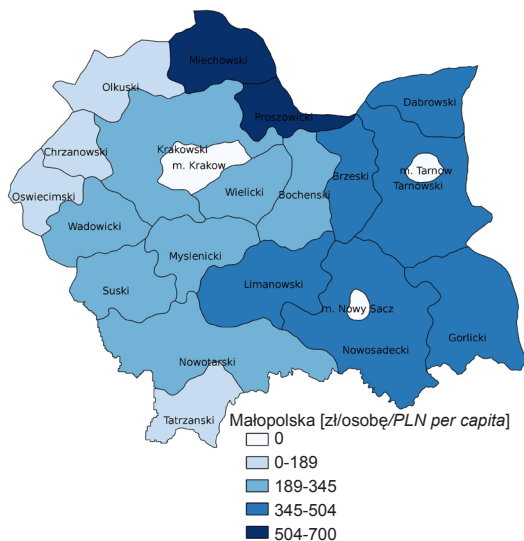 Miechowski
Olkuski
Dabrowski
Proszowicki
Chrzanowski
Krakowski
m. Krakow
m. Tarnow
Tarnowski
Brzeski
Oswiecimski
Wielicki
Bochenski
Wadowicki
Myslenicki
Suski
Limanowski
m. Nowy Sacz
Gorlicki
Nowosadecki
Nowotarski
Tatrzanski
Małopolska [zł/osobę/PLN per capita]
0
0-189
189-345
345-504
504-700